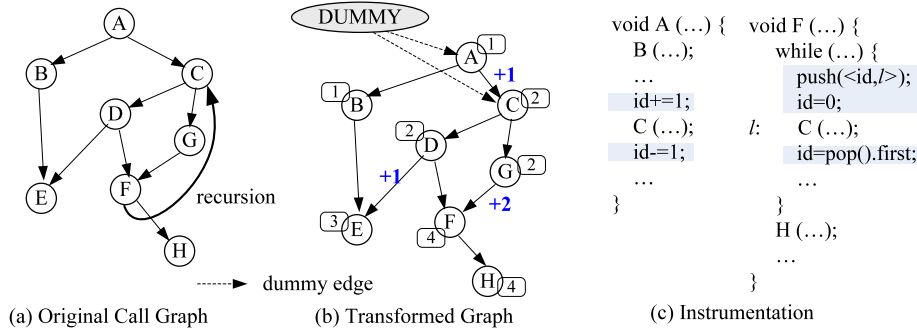 A
B
C
D
G
E
F
recursion
H
dummy edge
(a) Original Call Graph
DUMMY
1
A
+1
1
B
C
2
2
D
+1
G
2
+2
3
E
F
4
H
4
(b) Transformed Graph
void A (…) {
B (…);
…
id+=1;
C (…);
id-=1;
…
}
void F (…) {
while (…) {
push(<id,l>);
id=0;
l: C (…);
id=pop().first;
…
}
H (…);
…
}
(c) Instrumentation